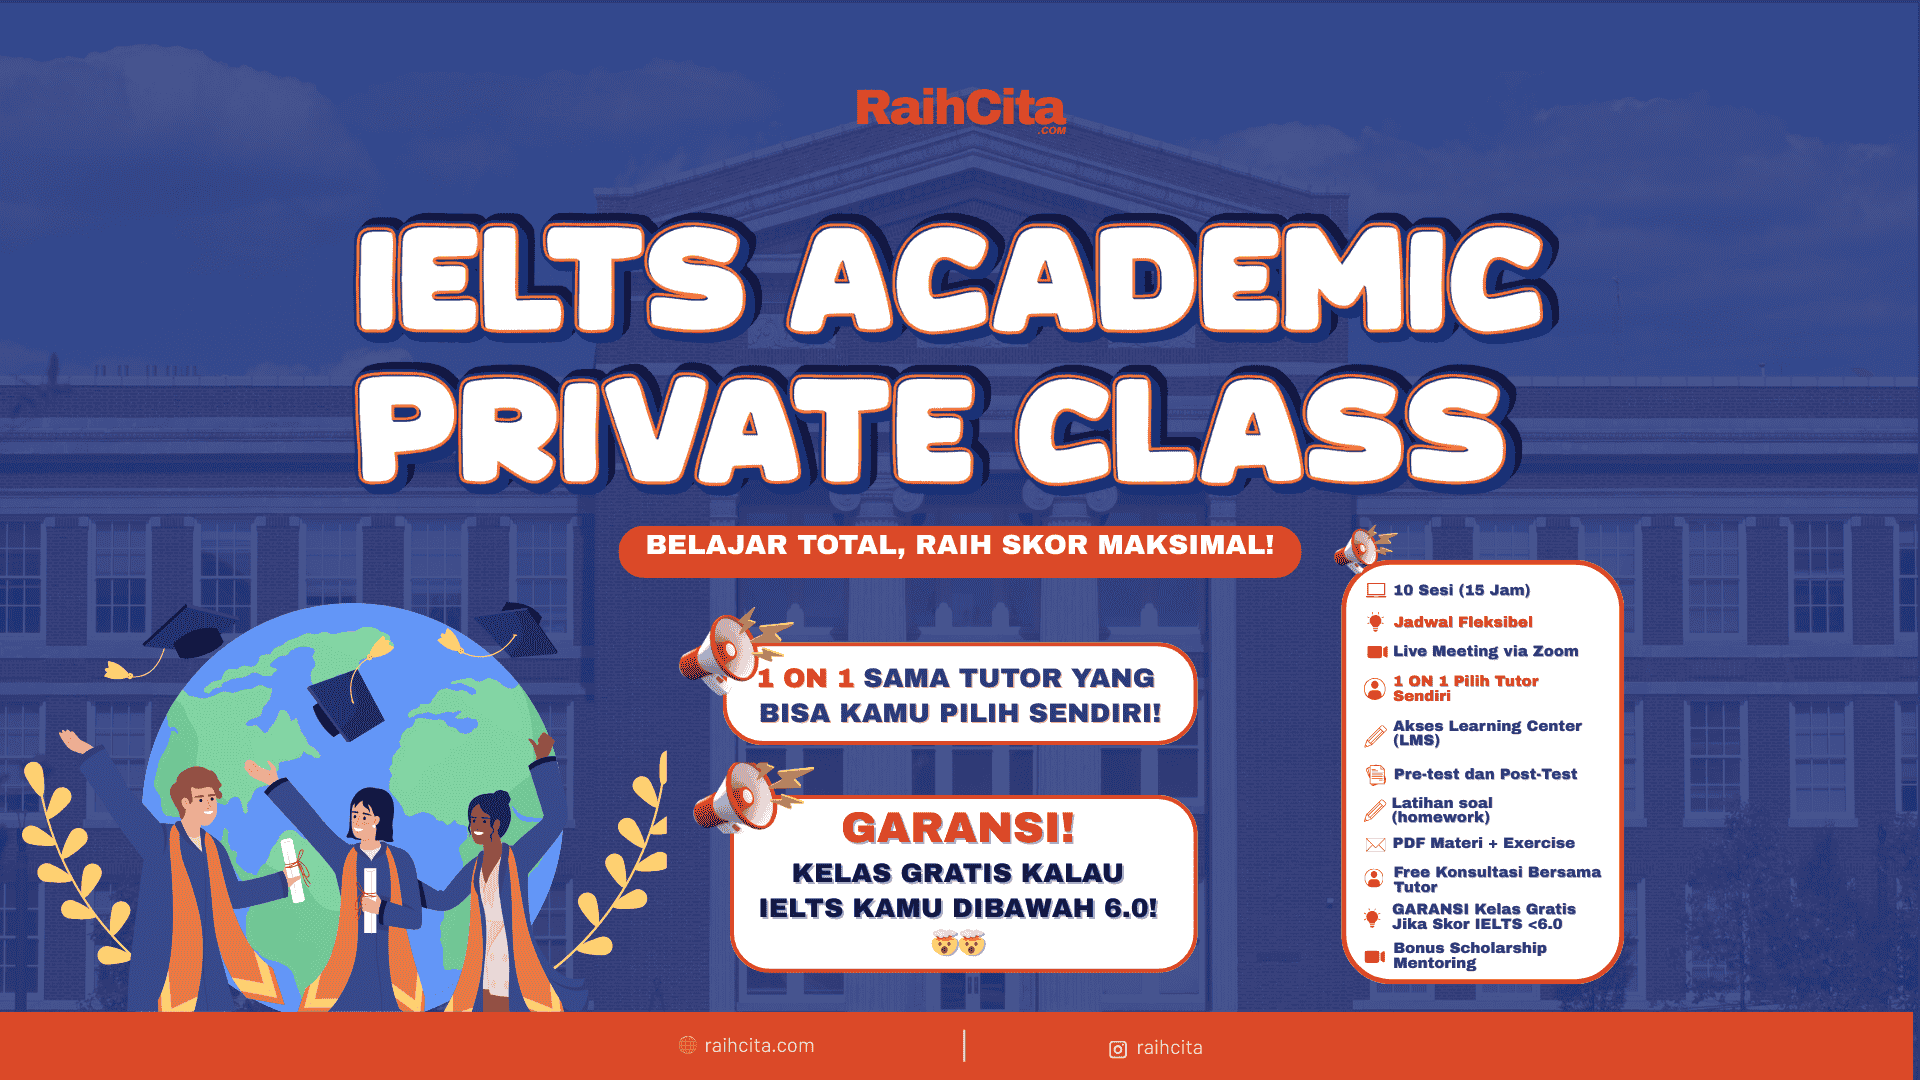 RaihCita
.COM
IELTS ACADEMIC
PRIVATE CLASS
BELAJAR TOTAL, RAIH SKOR MAKSIMAL!
1 ON 1 SAMA TUTOR YANG
BISA KAMU PILIH SENDIRI!
GARANSI!
KELAS GRATIS KALAU
IELTS KAMU DIBAWAH 6.0!
10 Sesi (15 Jam)
Jadwal Fleksibel
Live Meeting via Zoom
1 ON 1 Pilih Tutor
Sendiri
Akses Learning Center
(LMS)
Pre-test dan Post-Test
Latihan soal
(homework)
PDF Materi + Exercise
Free Konsultasi Bersama
Tutor
GARANSI Kelas Gratis
Jika Skor IELTS <6.0
Bonus Scholarship
Mentoring
raihcita.com
raihcita